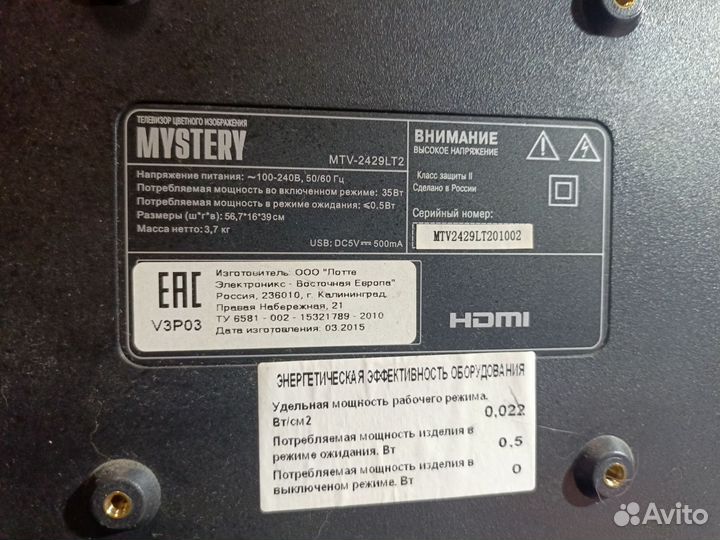 ТЕЛЕВИЗОР ЦВЕТНОГО ИЗОБРАЖЕНИЯ
MYSTERY
MTV-2429LT2
Напряжение питания: ~100-240В, 50/60 Гц
Потребляемая мощность во включенном режиме: 35Вт
Потребляемая мощность в режиме ожидания: ⩽0,5Вт
Размеры (ш*г*в): 56,7*16*39 см
Масса нетто: 3,7 кг
USB: DC5V⎓500mA
ВНИМАНИЕ
ВЫСОКОЕ НАПРЯЖЕНИЕ
Класс защиты II
Сделано в России
Серийный номер:
MTV2429LT201002
EAC
V3P03
Изготовитель: ООО "Лотте
Электроникс - Восточная Европа"
Россия, 236010, г. Калининград,
Правая Набережная, 21
ТУ 6581 - 002 - 15321789 - 2010
Дата изготовления: 03.2015
HDMI
ЭНЕРГЕТИЧЕСКАЯ ЭФФЕКТИВНОСТЬ ОБОРУДОВАНИЯ
Удельная мощность рабочего режима.
Вт/см2 0,022
Потребляемая мощность изделия в
режиме ожидания. Вт 0,5
Потребляемая мощность изделия в
выключеном режиме. Вт 0
Avito